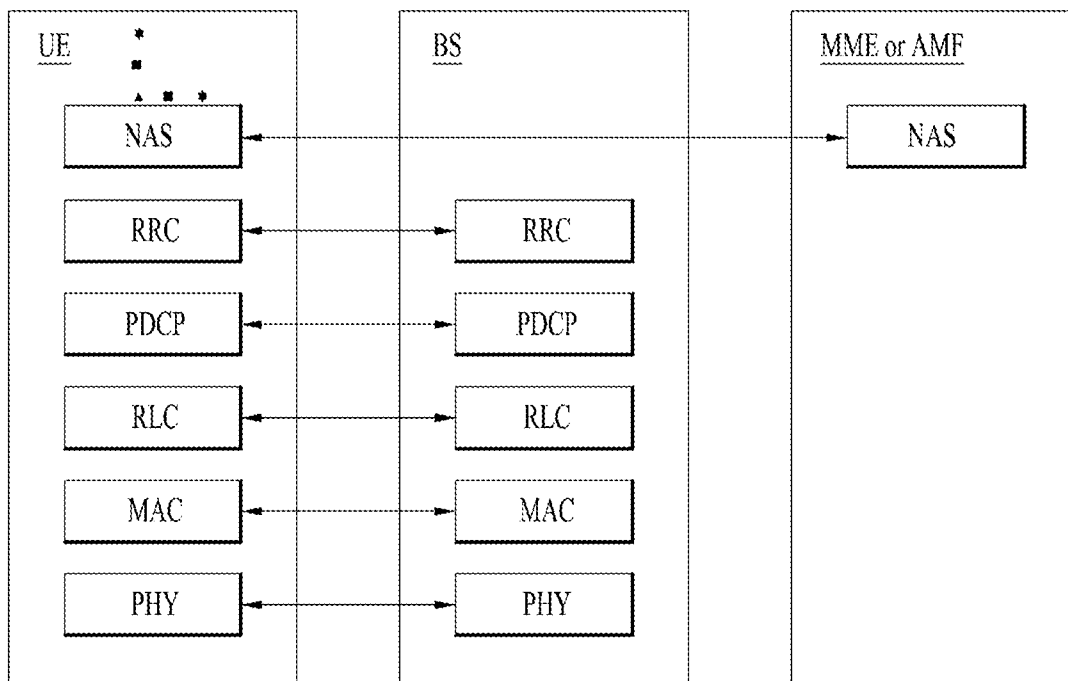 UE BS MME or AMF
NAS NAS
RRC RRC
PDCP PDCP
RLC RLC
MAC MAC
PHY PHY